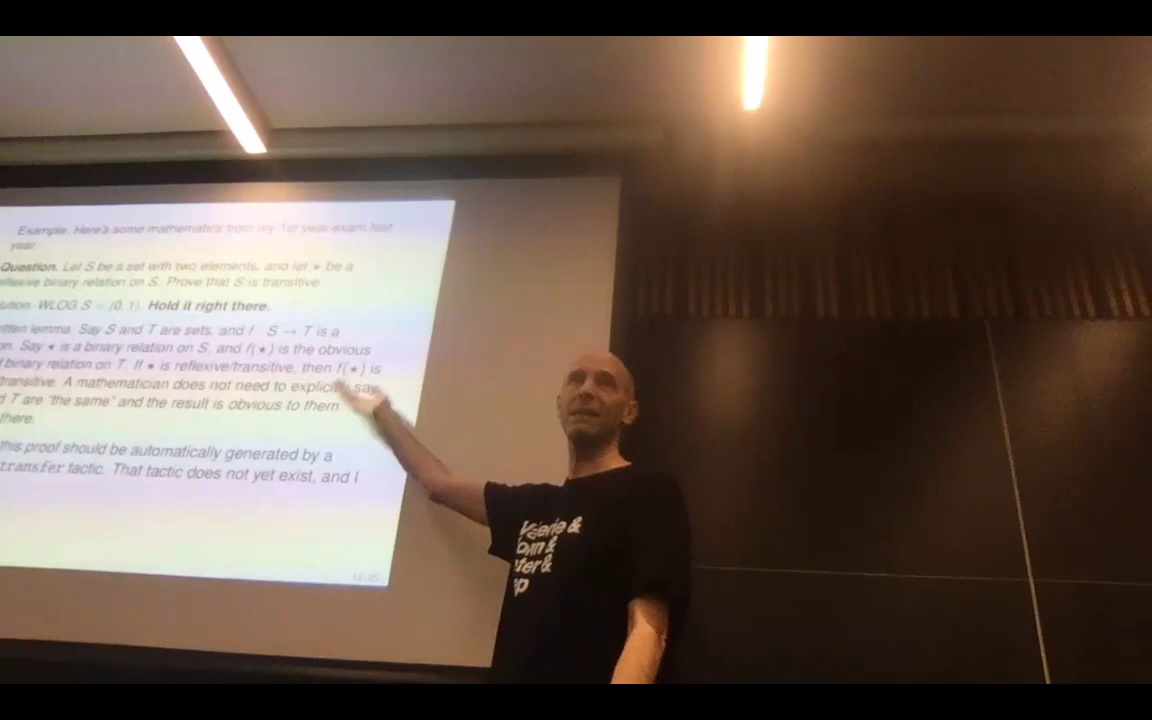 Example. Here's some mathematics from my 1st year exam last
year.
Question. Let S be a set with two elements, and let ⋆ be a
eflexive binary relation on S. Prove that S is transitive
ution. WLOG S = {0, 1}. Hold it right there.
itten lemma. Say S and T are sets, and f S → T is a
on. Say ⋆ is a binary relation on S, and f(⋆) is the obvious
binary relation on T. If ⋆ is reflexive/transitive, then f(⋆) is
transitive. A mathematician does not need to explicitly say
d T are "the same" and the result is obvious to them.
there.
this proof should be automatically generated by a
transfer tactic. That tactic does not yet exist, and I
Valerie &
&
ter&